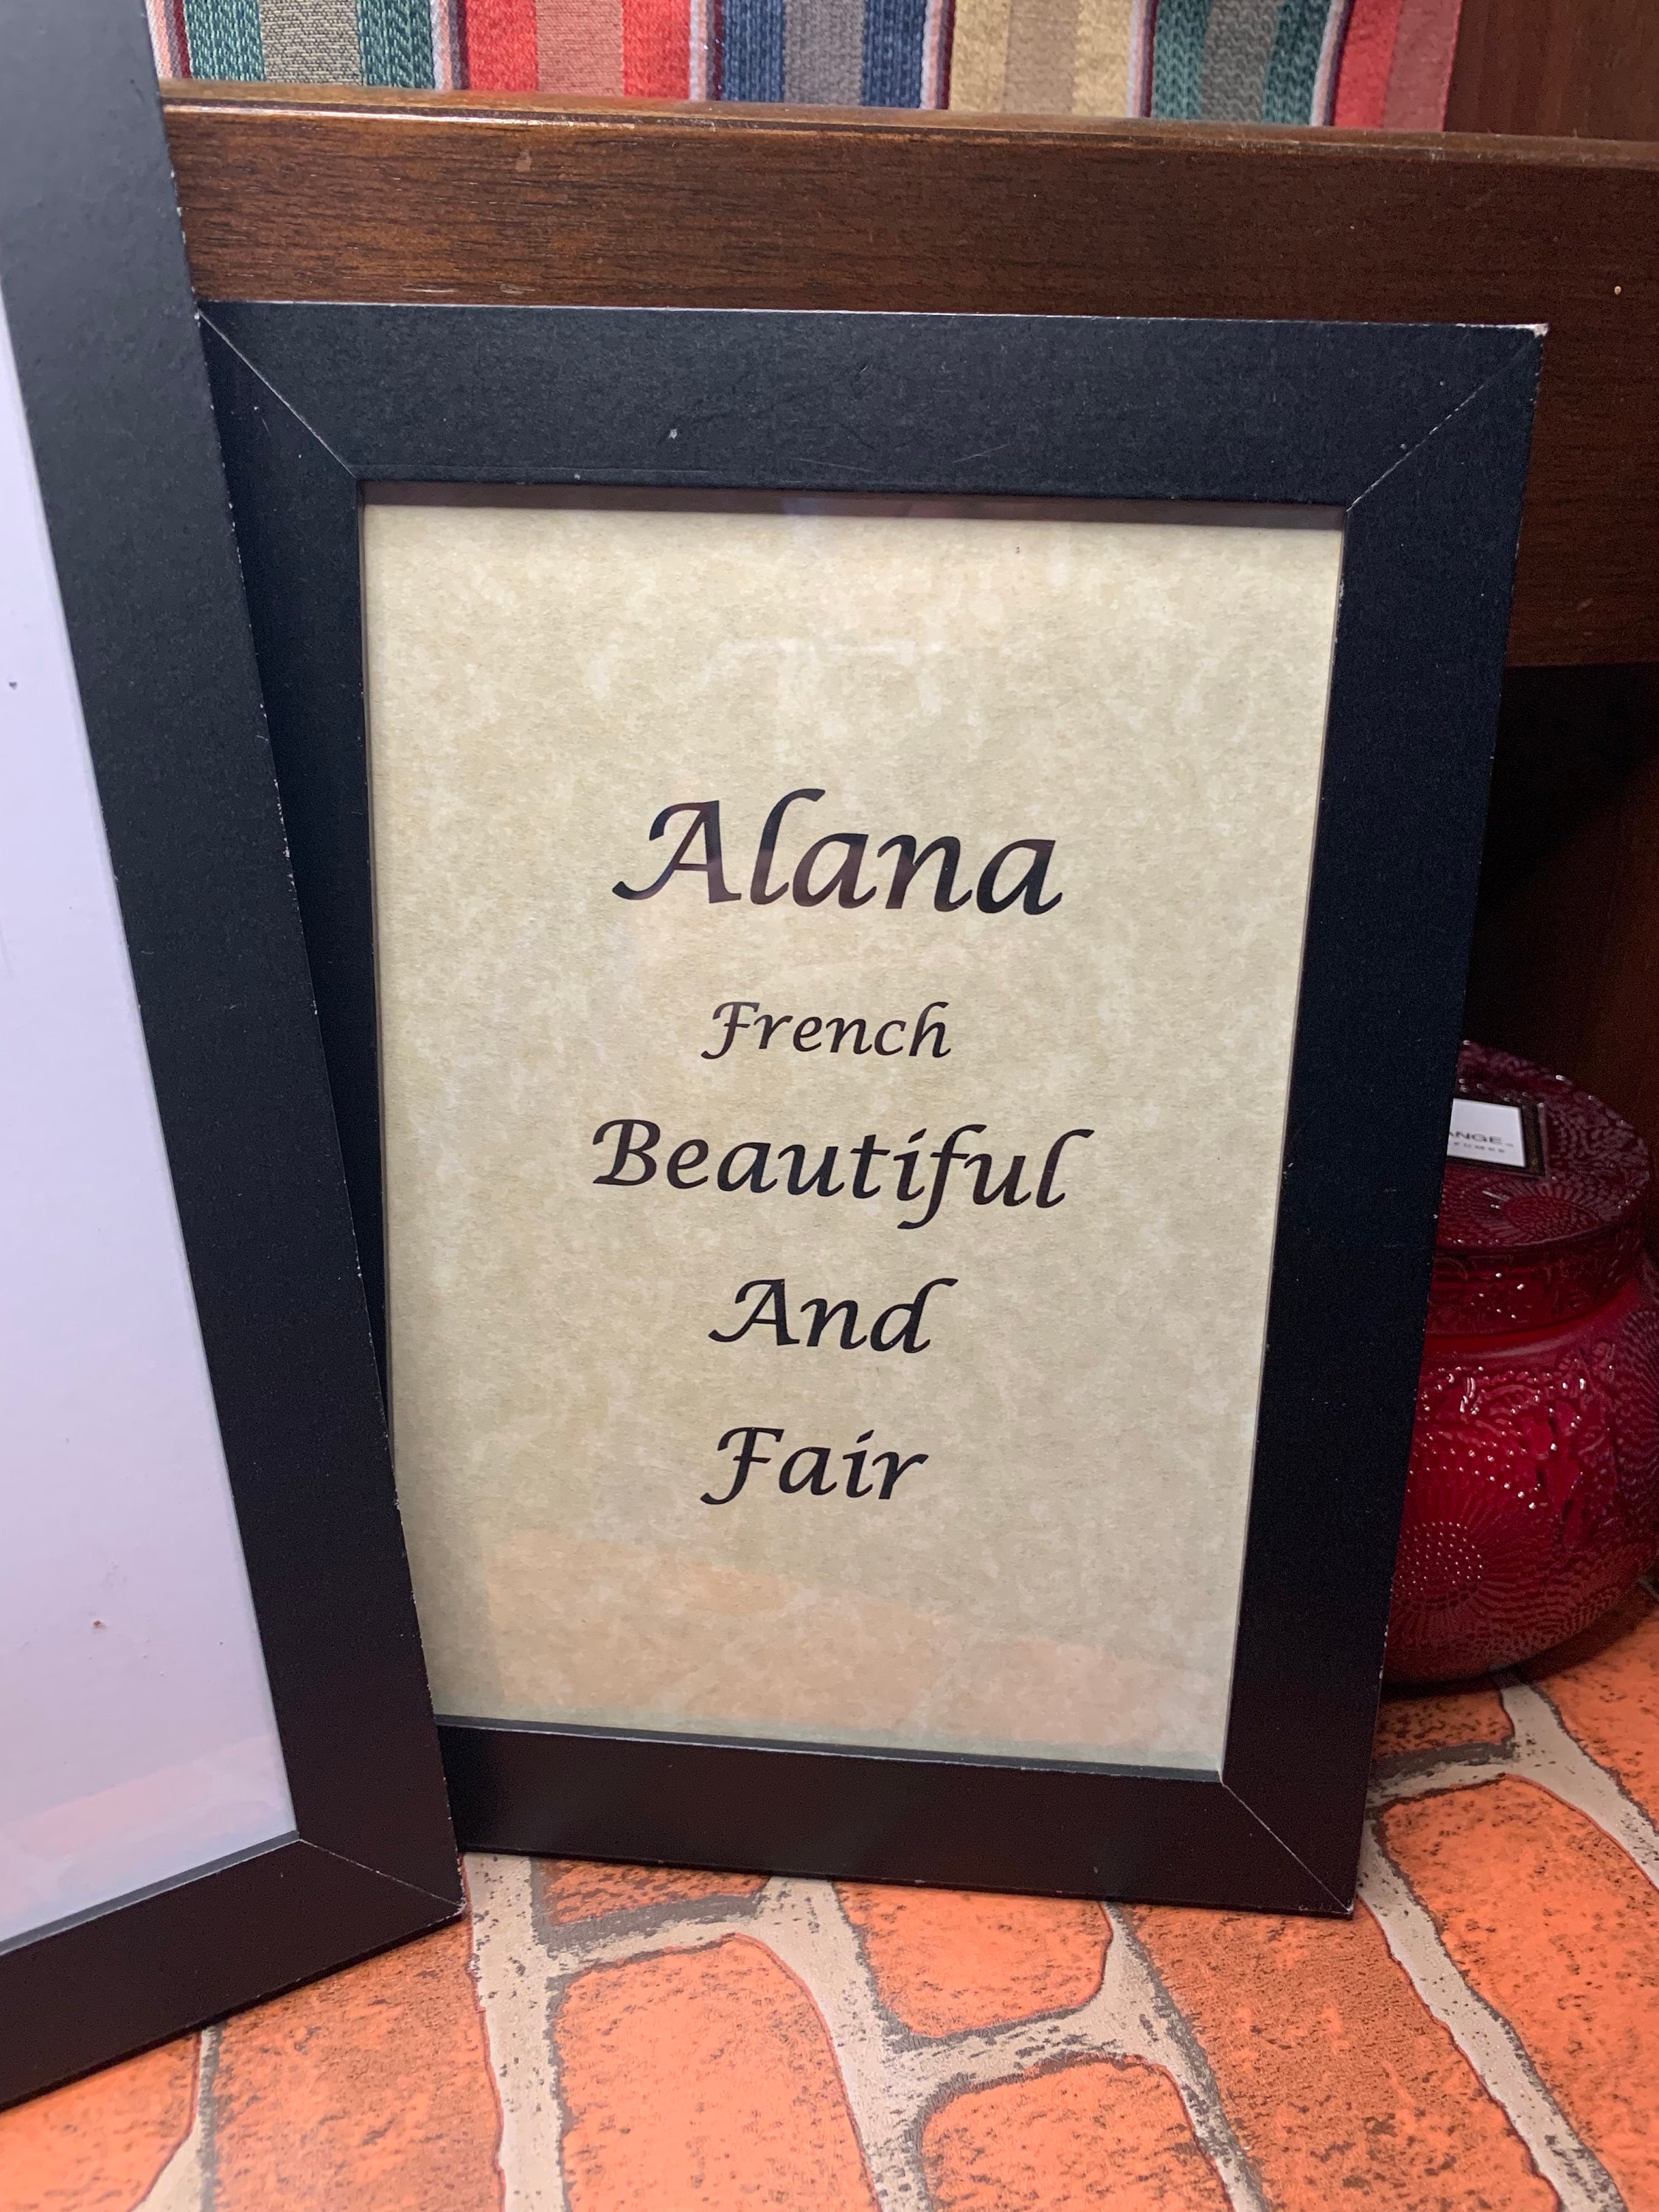 Alana
French
Beautiful
And
Fair